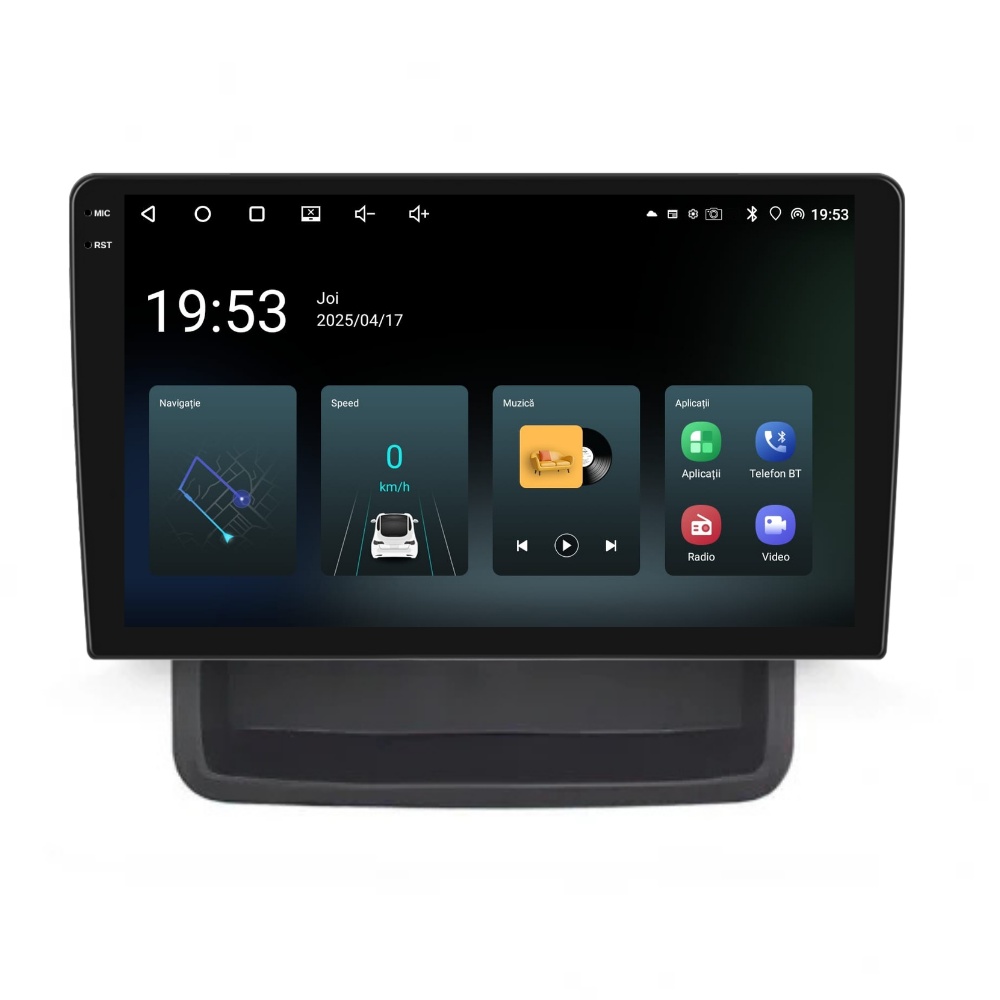 MIC
RST
19:53
19:53
Joi
2025/04/17
Navigație
Speed
Muzică
Aplicații
0
km/h
Aplicații
Telefon BT
Radio
Video